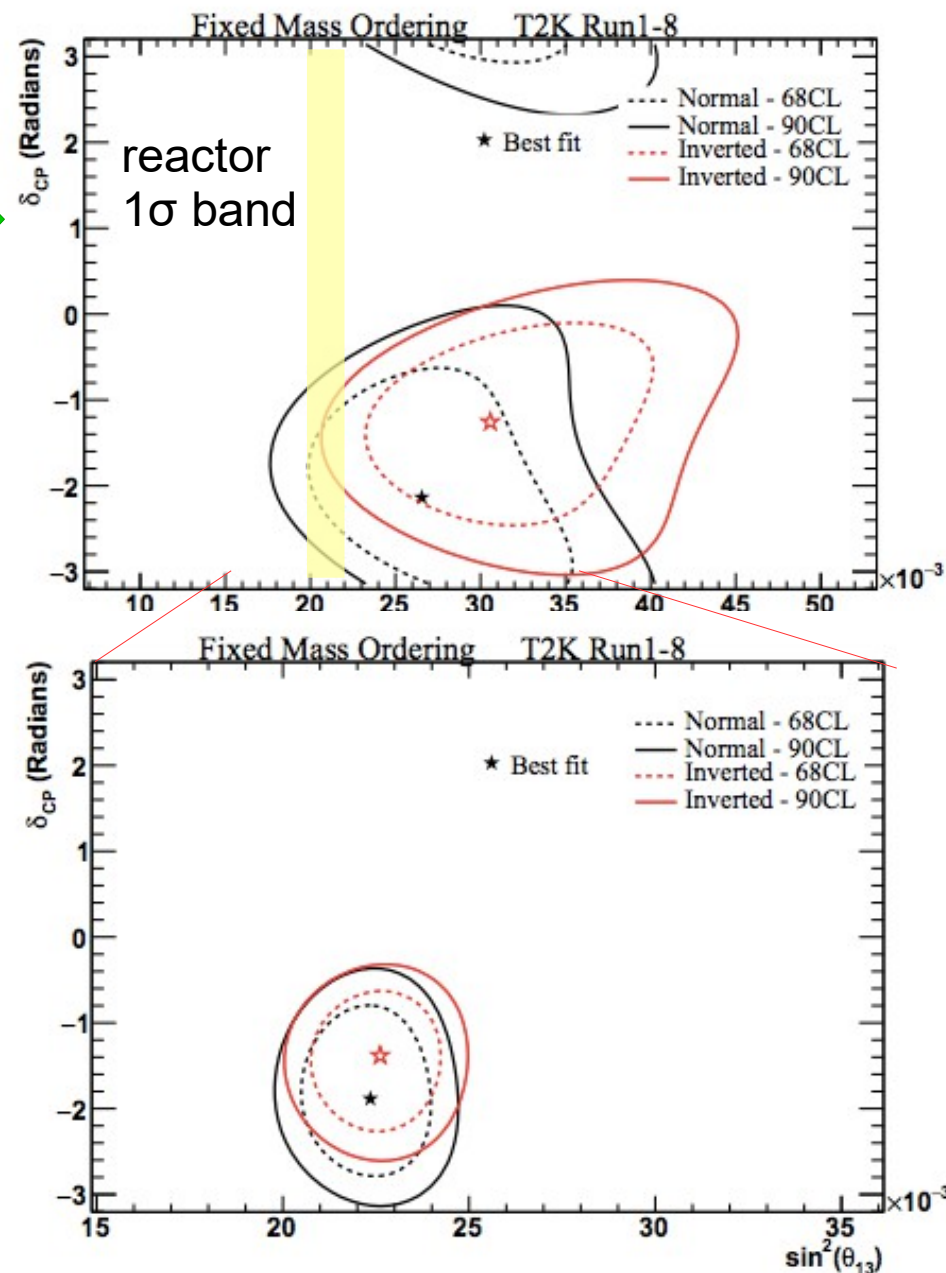 Fixed Mass Ordering T2K Run1-8
δCP (Radians)
3
2
1
0
−1
−2
−3
reactor
1σ band
Best fit
Normal - 68CL
Normal - 90CL
Inverted - 68CL
Inverted - 90CL
10 15 20 25 30 35 40 45 50
×10⁻³
Fixed Mass Ordering T2K Run1-8
δCP (Radians)
3
2
1
0
−1
−2
−3
Best fit
Normal - 68CL
Normal - 90CL
Inverted - 68CL
Inverted - 90CL
15 20 25 30 35
×10⁻³
sin²(θ₁₃)